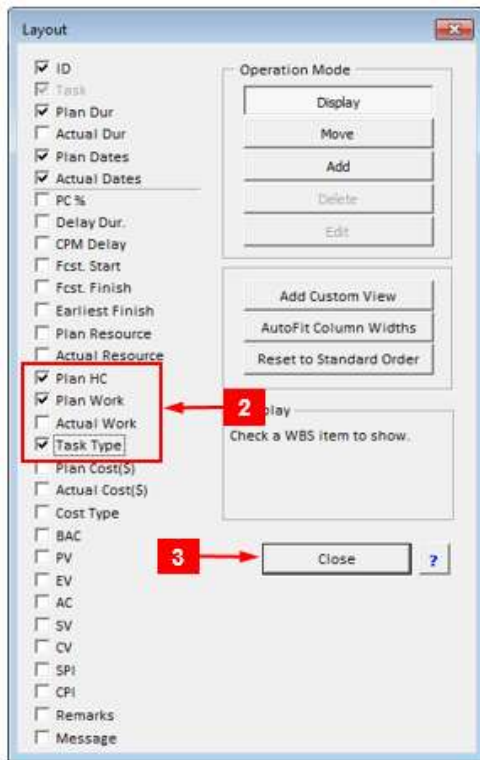 Layout
ID
Task
Plan Dur
Actual Dur
Plan Dates
Actual Dates
PC %
Delay Dur.
CPM Delay
Fcst. Start
Fcst. Finish
Earliest Finish
Plan Resource
Actual Resource
Plan HC
Plan Work
Actual Work
Task Type
Plan Cost($)
Actual Cost($)
Cost Type
BAC
PV
EV
AC
SV
CV
SPI
CPI
Remarks
Message
2
Operation Mode
Display
Move
Add
Delete
Edit
Add Custom View
AutoFit Column Widths
Reset to Standard Order
play
Check a WBS item to show.
3
Close
?